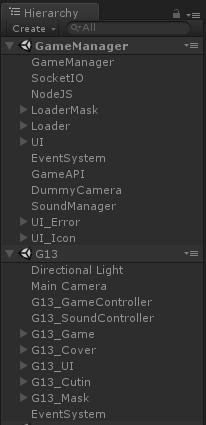 Hierarchy
Create All
GameManager
GameManager
SocketIO
NodeJS
LoaderMask
Loader
UI
EventSystem
GameAPI
DummyCamera
SoundManager
UI_Error
UI_Icon
G13
Directional Light
Main Camera
G13_GameController
G13_SoundController
G13_Game
G13_Cover
G13_UI
G13_Cutin
G13_Mask
EventSystem